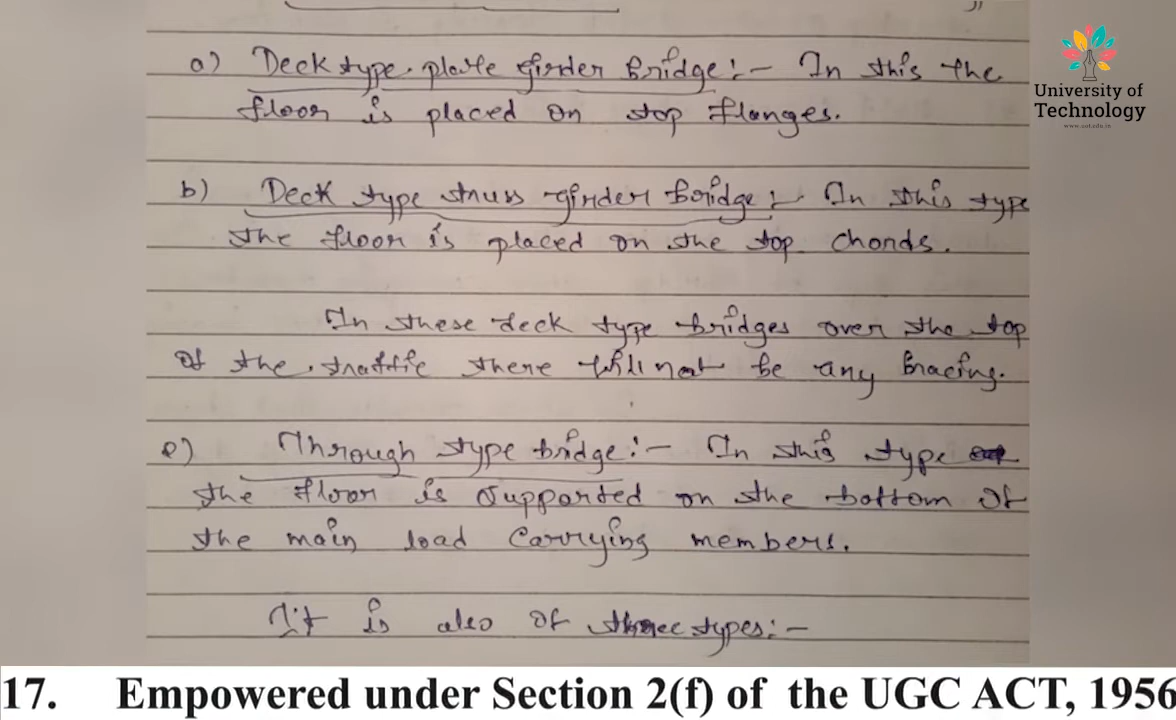 a) Deck type plate girder bridge :- In this the
floor is placed on top flanges.
b) Deck type truss girder bridge :- In this type
the floor is placed on the top chords.
In these deck type bridges over the top
of the traffic there will not be any bracing.
e) Through type bridge :- In this type
the floor is supported on the bottom of
the main load carrying members.
It is also of three types :-
University of
Technology
www.uot.edu.in
17. Empowered under Section 2(f) of the UGC ACT, 1956